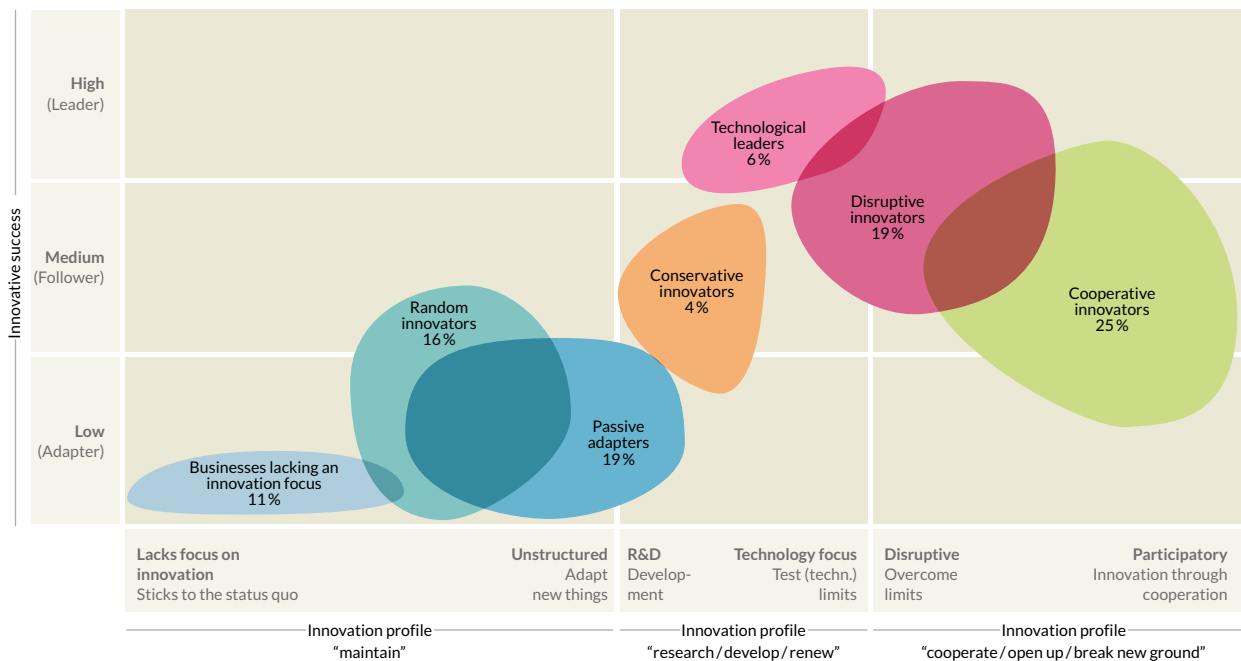 Innovative success
High
(Leader)
Medium
(Follower)
Low
(Adapter)
Technological
leaders
6 %
Disruptive
innovators
19 %
Conservative
innovators
4 %
Cooperative
innovators
25 %
Random
innovators
16 %
Passive
adapters
19 %
Businesses lacking an
innovation focus
11 %
Lacks focus on
innovation
Sticks to the status quo
Unstructured
Adapt
new things
R&D
Develop-
ment
Technology focus
Test (techn.)
limits
Disruptive
Overcome
limits
Participatory
Innovation through
cooperation
Innovation profile
“maintain”
Innovation profile
“research / develop / renew”
Innovation profile
“cooperate / open up / break new ground”